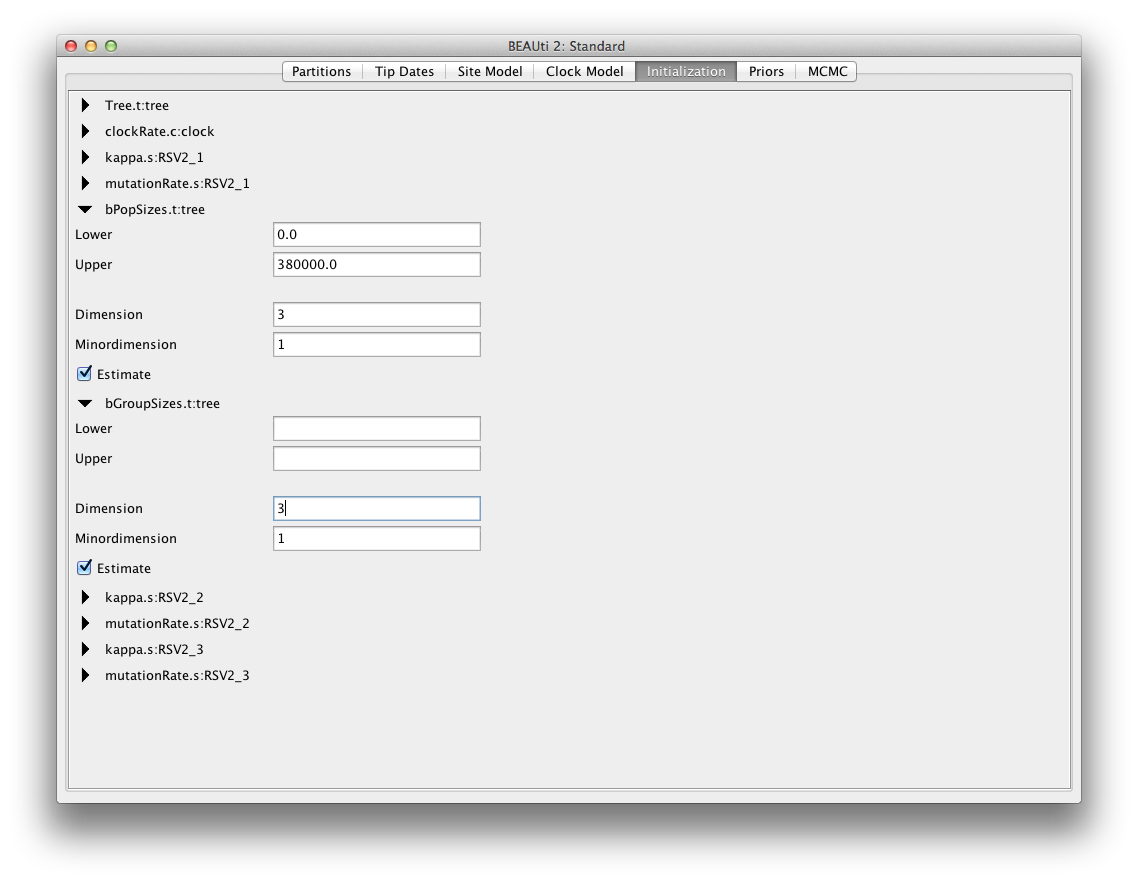 BEAUti 2: Standard
Partitions Tip Dates Site Model Clock Model Initialization Priors MCMC
Tree.t:tree
clockRate.c:clock
kappa.s:RSV2_1
mutationRate.s:RSV2_1
bPopSizes.t:tree
Lower 0.0
Upper 380000.0
Dimension 3
Minordimension 1
Estimate
bGroupSizes.t:tree
Lower
Upper
Dimension 3
Minordimension 1
Estimate
kappa.s:RSV2_2
mutationRate.s:RSV2_2
kappa.s:RSV2_3
mutationRate.s:RSV2_3